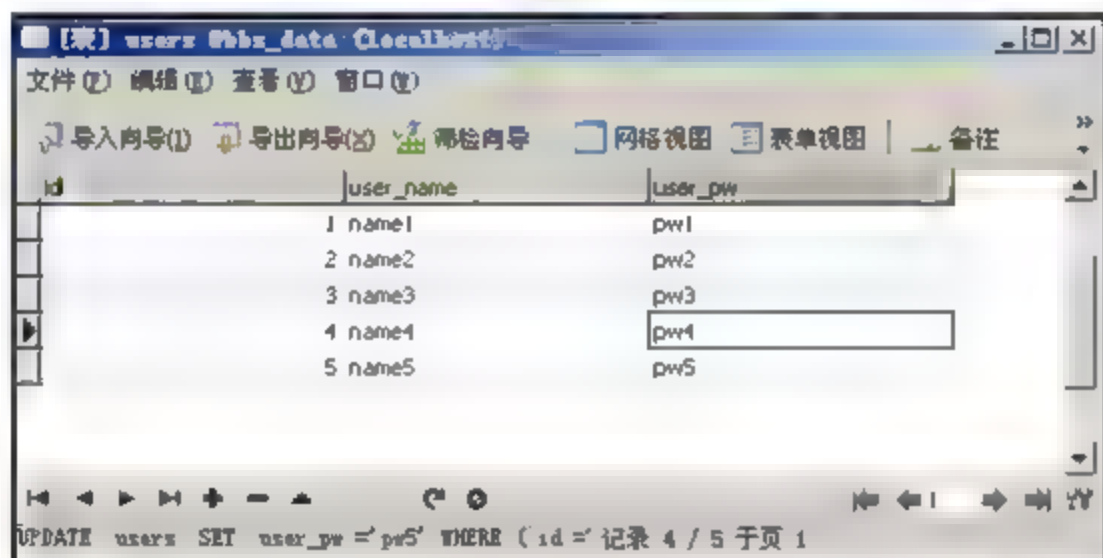 [表] users @bbs_data (localhost)
文件(F) 编辑(E) 查看(V) 窗口(W)
导入向导(I) 导出向导(X) 筛检向导 网格视图 表单视图 备注
id user_name user_pw
1 name1 pw1
2 name2 pw2
3 name3 pw3
4 name4 pw4
5 name5 pw5
1
UPDATE users SET user_pw ='pw5' WHERE (id =' 记录 4 / 5 于页 1